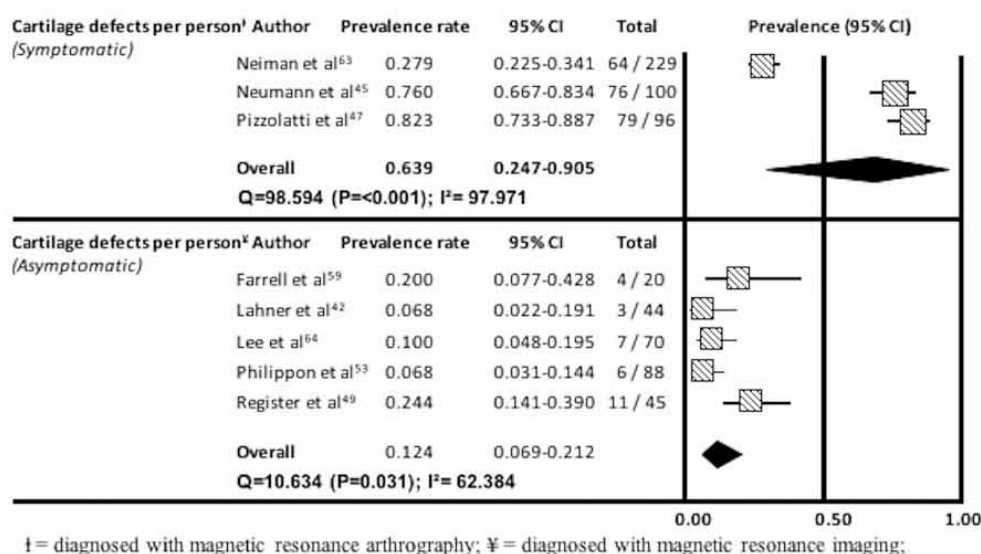 Cartilage defects per personƗ Author Prevalence rate 95% CI Total Prevalence (95% CI)
(Symptomatic)
Neiman et al63 0.279 0.225-0.341 64 / 229
Neumann et al45 0.760 0.667-0.834 76 / 100
Pizzolatti et al47 0.823 0.733-0.887 79 / 96
Overall 0.639 0.247-0.905
Q=98.594 (P=<0.001); I²= 97.971
Cartilage defects per person¥ Author Prevalence rate 95% CI Total
(Asymptomatic)
Farrell et al59 0.200 0.077-0.428 4 / 20
Lahner et al42 0.068 0.022-0.191 3 / 44
Lee et al64 0.100 0.048-0.195 7 / 70
Philippon et al53 0.068 0.031-0.144 6 / 88
Register et al49 0.244 0.141-0.390 11 / 45
Overall 0.124 0.069-0.212
Q=10.634 (P=0.031); I²= 62.384
0.00 0.50 1.00
Ɨ = diagnosed with magnetic resonance arthrography; ¥ = diagnosed with magnetic resonance imaging;